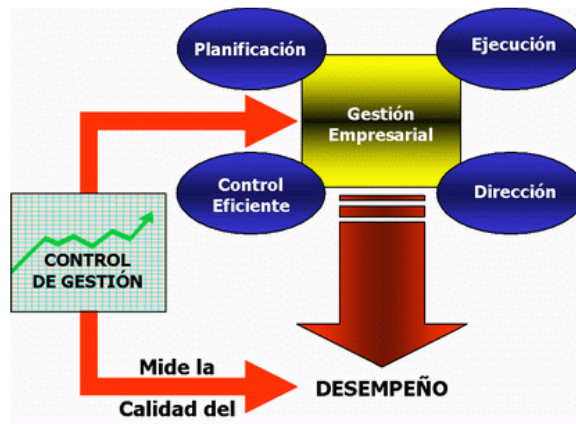 Planificación
Ejecución
Gestión
Empresarial
Control
Eficiente
Dirección
CONTROL
DE GESTIÓN
Mide la
Calidad del
DESEMPEÑO